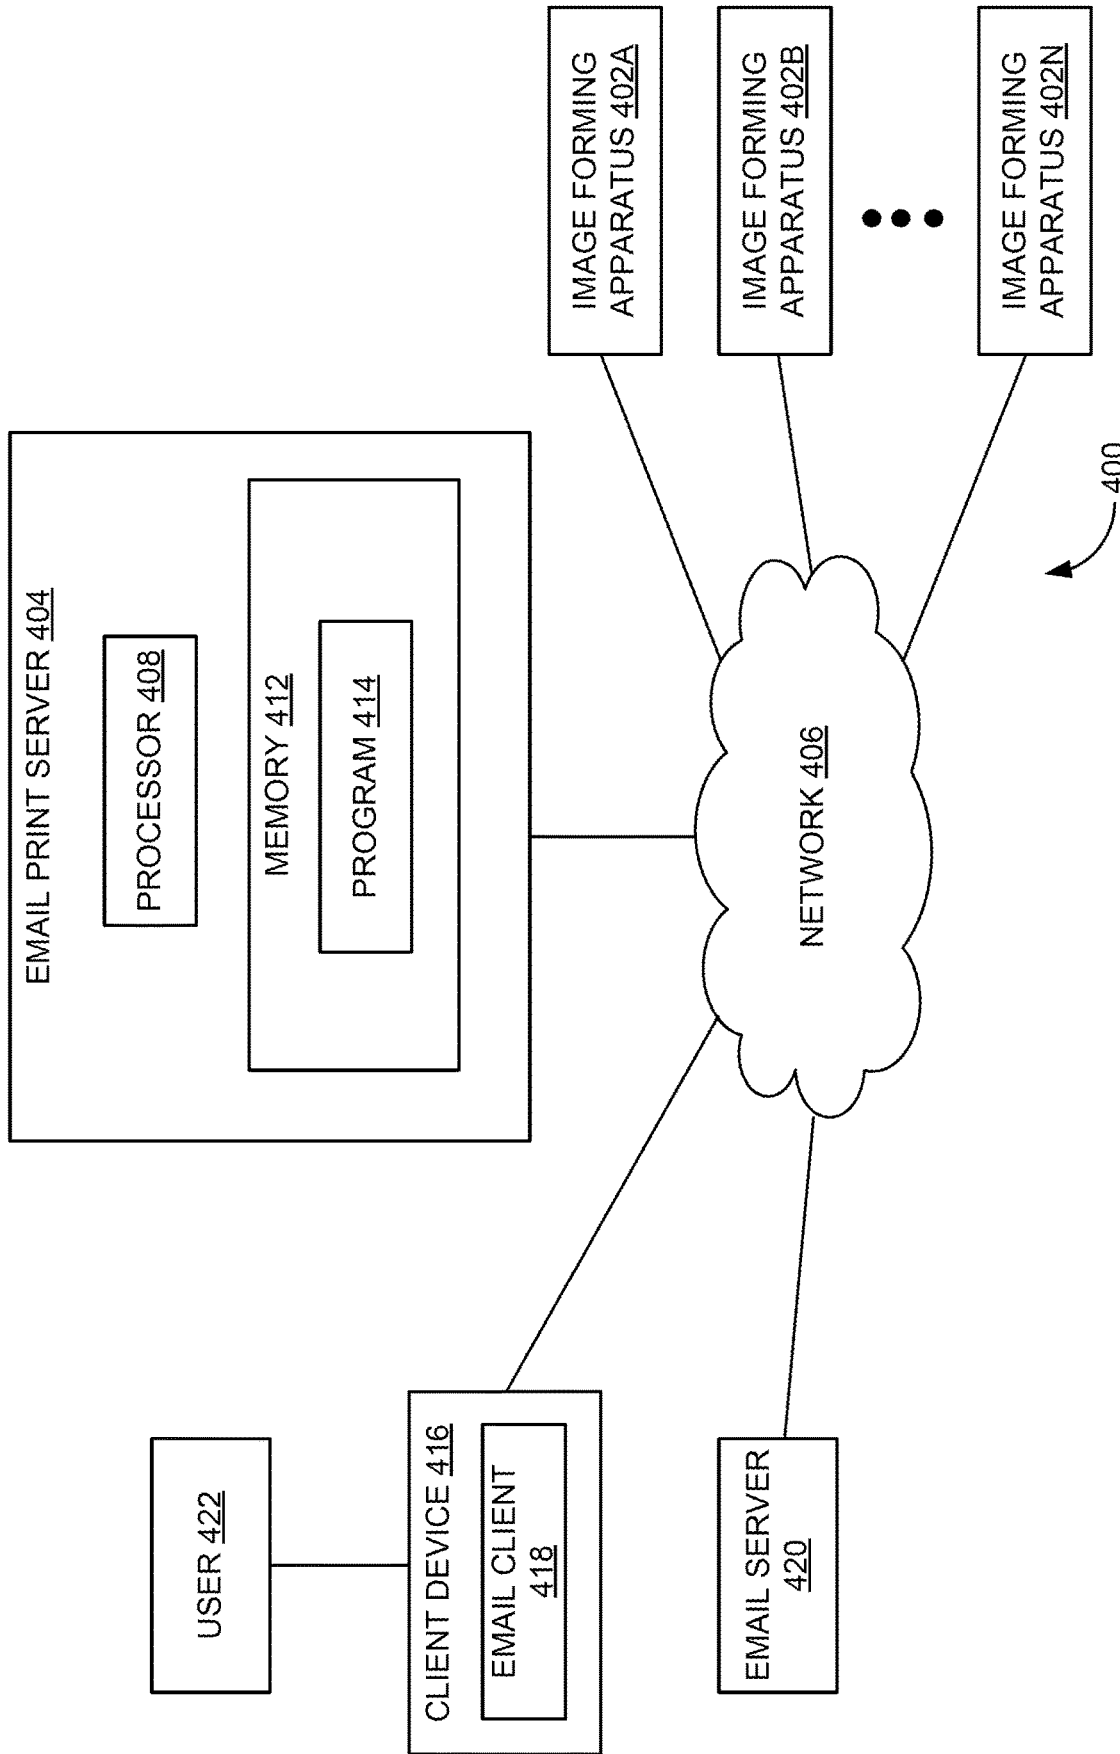 EMAIL PRINT SERVER 404
PROCESSOR 408
MEMORY 412
PROGRAM 414
USER 422
CLIENT DEVICE 416
EMAIL CLIENT
418
EMAIL SERVER
420
NETWORK 406
IMAGE FORMING
APPARATUS 402A
IMAGE FORMING
APPARATUS 402B
IMAGE FORMING
APPARATUS 402N
400